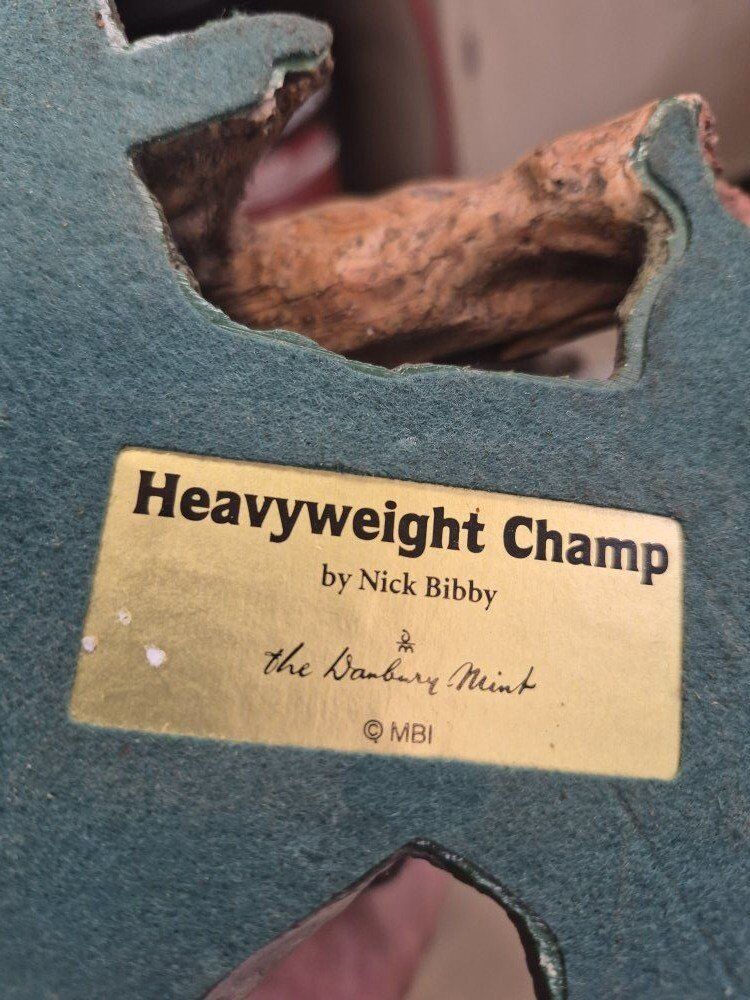 Heavyweight Champ
by Nick Bibby
the Danbury Mint
© MBI